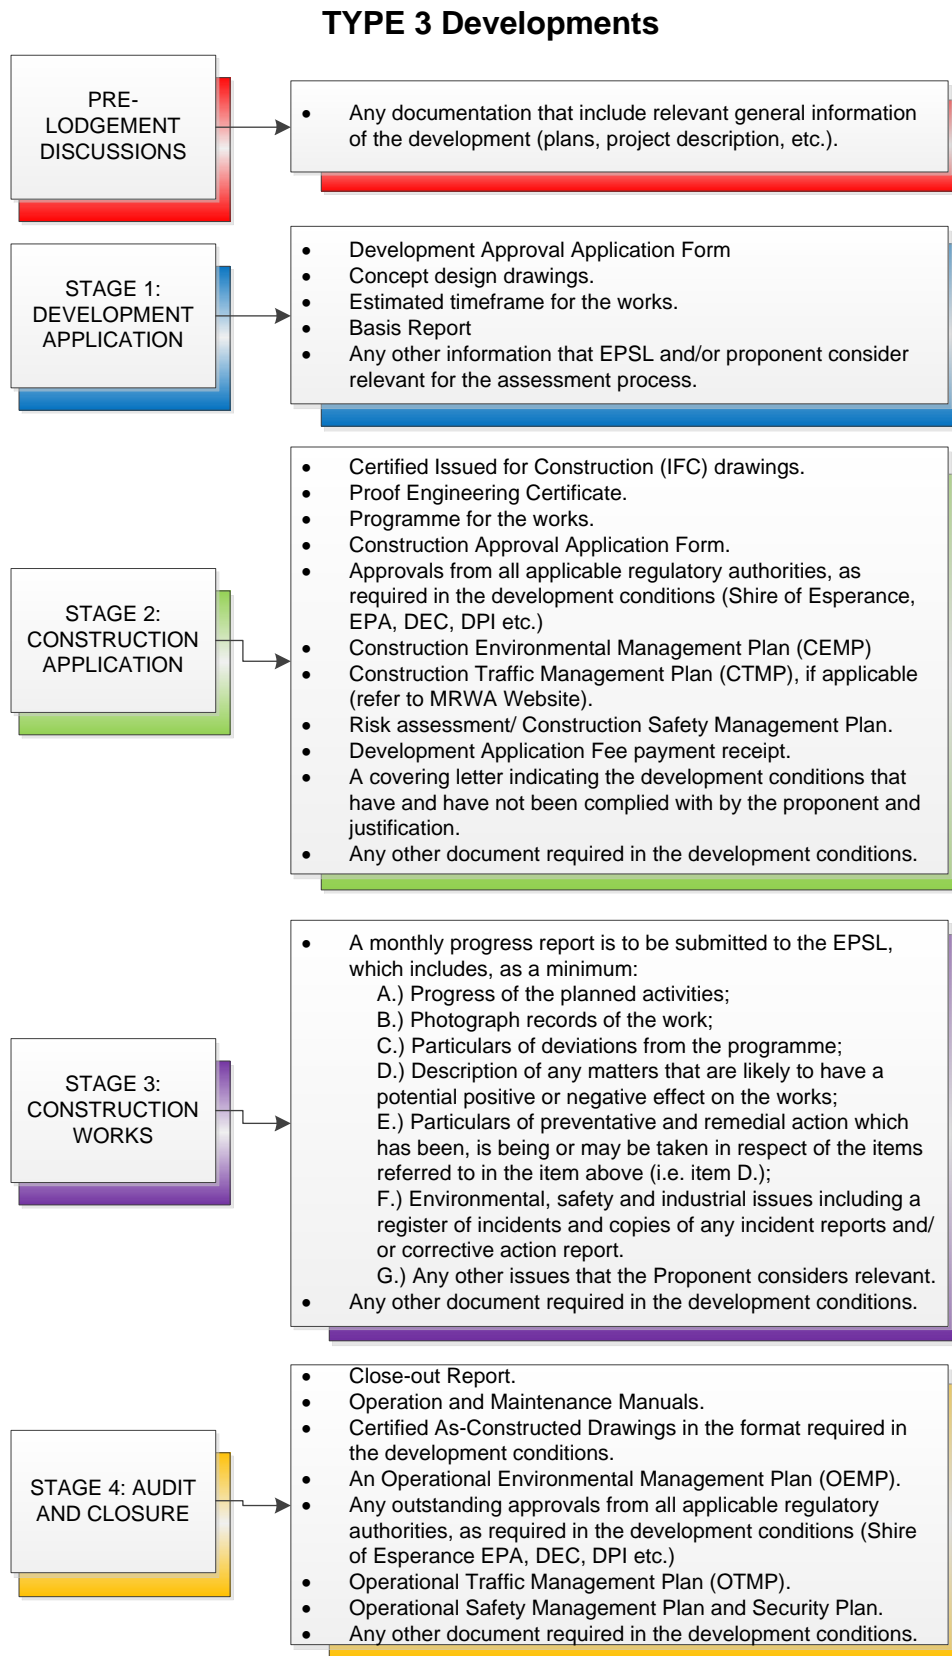 TYPE 3 Developments
PRE-
LODGEMENT
DISCUSSIONS
• Any documentation that include relevant general information
of the development (plans, project description, etc.).
STAGE 1:
DEVELOPMENT
APPLICATION
• Development Approval Application Form
• Concept design drawings.
• Estimated timeframe for the works.
• Basis Report
• Any other information that EPSL and/or proponent consider
relevant for the assessment process.
STAGE 2:
CONSTRUCTION
APPLICATION
• Certified Issued for Construction (IFC) drawings.
• Proof Engineering Certificate.
• Programme for the works.
• Construction Approval Application Form.
• Approvals from all applicable regulatory authorities, as
required in the development conditions (Shire of Esperance,
EPA, DEC, DPI etc.)
• Construction Environmental Management Plan (CEMP)
• Construction Traffic Management Plan (CTMP), if applicable
(refer to MRWA Website).
• Risk assessment/ Construction Safety Management Plan.
• Development Application Fee payment receipt.
• A covering letter indicating the development conditions that
have and have not been complied with by the proponent and
justification.
• Any other document required in the development conditions.
STAGE 3:
CONSTRUCTION
WORKS
• A monthly progress report is to be submitted to the EPSL,
which includes, as a minimum:
A.) Progress of the planned activities;
B.) Photograph records of the work;
C.) Particulars of deviations from the programme;
D.) Description of any matters that are likely to have a
potential positive or negative effect on the works;
E.) Particulars of preventative and remedial action which
has been, is being or may be taken in respect of the items
referred to in the item above (i.e. item D.);
F.) Environmental, safety and industrial issues including a
register of incidents and copies of any incident reports and/
or corrective action report.
G.) Any other issues that the Proponent considers relevant.
• Any other document required in the development conditions.
STAGE 4: AUDIT
AND CLOSURE
• Close-out Report.
• Operation and Maintenance Manuals.
• Certified As-Constructed Drawings in the format required in
the development conditions.
• An Operational Environmental Management Plan (OEMP).
• Any outstanding approvals from all applicable regulatory
authorities, as required in the development conditions (Shire
of Esperance EPA, DEC, DPI etc.)
• Operational Traffic Management Plan (OTMP).
• Operational Safety Management Plan and Security Plan.
• Any other document required in the development conditions.